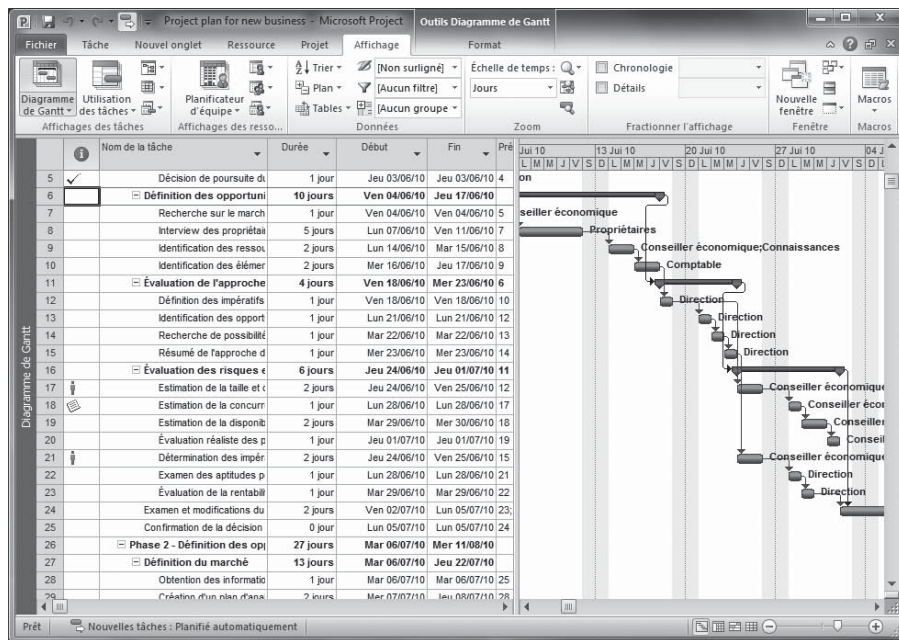 Project plan for new business - Microsoft Project
Outils Diagramme de Gantt
Fichier Tâche Nouvel onglet Ressource Projet Affichage Format
Diagramme de Gantt
Utilisation des tâches
Affichages des tâches
Planificateur d'équipe
Affichages des resso...
Trier
Plan
Tables
[Non surligné]
[Aucun filtre]
[Aucun groupe
Données
Échelle de temps :
Jours
Zoom
Chronologie
Détails
Fractionner l'affichage
Nouvelle fenêtre
Fenêtre
Macros
Macros
Nom de la tâche Durée Début Fin Pré
Jui 10 13 Jui 10 20 Jui 10 27 Jui 10 04 J
L M M J V S D L M M J V S D L M M J V S D L M M J V S D L
5 Décision de poursuite du 1 jour Jeu 03/06/10 Jeu 03/06/10 4 on
6 Définition des opportuni 10 jours Ven 04/06/10 Jeu 17/06/10
7 Recherche sur le march 1 jour Ven 04/06/10 Ven 04/06/10 5 seiller économique
8 Interview des propriétai 5 jours Lun 07/06/10 Ven 11/06/10 7 Propriétaires
9 Identification des ressou 2 jours Lun 14/06/10 Mar 15/06/10 8 Conseiller économique;Connaissances
10 Identification des élémer 2 jours Mer 16/06/10 Jeu 17/06/10 9 Comptable
11 Évaluation de l'approche 4 jours Ven 18/06/10 Mer 23/06/10 6
12 Définition des impératifs 1 jour Ven 18/06/10 Ven 18/06/10 10 Direction
13 Identification des opport 1 jour Lun 21/06/10 Lun 21/06/10 12 Direction
14 Recherche de possibilité 1 jour Mar 22/06/10 Mar 22/06/10 13 Direction
15 Résumé de l'approche d 1 jour Mer 23/06/10 Mer 23/06/10 14 Direction
16 Évaluation des risques e 6 jours Jeu 24/06/10 Jeu 01/07/10 11
17 Estimation de la taille et c 2 jours Jeu 24/06/10 Ven 25/06/10 12 Conseiller économique
18 Estimation de la concurr 1 jour Lun 28/06/10 Lun 28/06/10 17 Conseiller écor
19 Estimation de la disponib 2 jours Mar 29/06/10 Mer 30/06/10 18 Conseiller
20 Évaluation réaliste des p 1 jour Jeu 01/07/10 Jeu 01/07/10 19 Conseil
21 Détermination des impér 2 jours Jeu 24/06/10 Ven 25/06/10 15 Conseiller économique
22 Examen des aptitudes p 1 jour Lun 28/06/10 Lun 28/06/10 21 Direction
23 Évaluation de la rentabili 1 jour Mar 29/06/10 Mar 29/06/10 22 Direction
24 Examen et modifications du 2 jours Ven 02/07/10 Lun 05/07/10 23;
25 Confirmation de la décision 0 jour Lun 05/07/10 Lun 05/07/10 24
26 Phase 2 - Définition des opp 27 jours Mar 06/07/10 Mer 11/08/10
27 Définition du marché 13 jours Mar 06/07/10 Jeu 22/07/10
28 Obtention des informatio 1 jour Mar 06/07/10 Mar 06/07/10 25
29 Création d'un plan d'ana 2 jours Mer 07/07/10 Jeu 08/07/10 28
Diagramme de Gantt
Prêt Nouvelles tâches : Planifié automatiquement